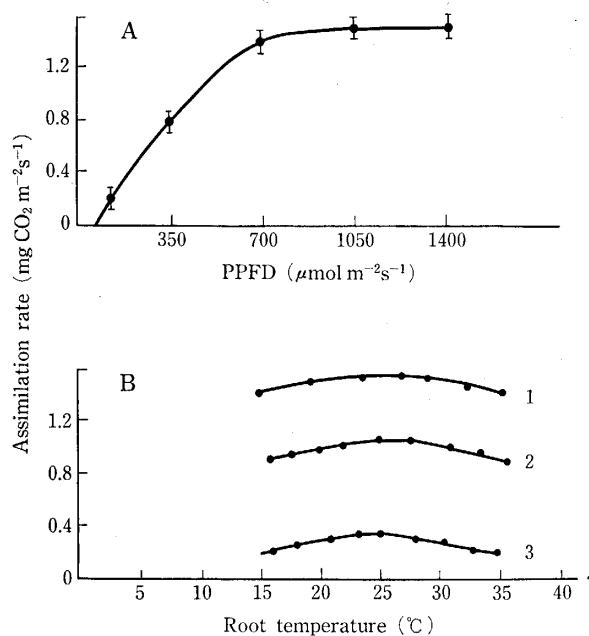 A
1.2
0.8
0.4
0
350 700 1050 1400
PPFD (μmol m⁻²s⁻¹)
Assimilation rate (mg CO₂ m⁻²s⁻¹)
B
1.2
0.8
0.4
0
1
2
3
5 10 15 20 25 30 35 40
Root temperature (℃)